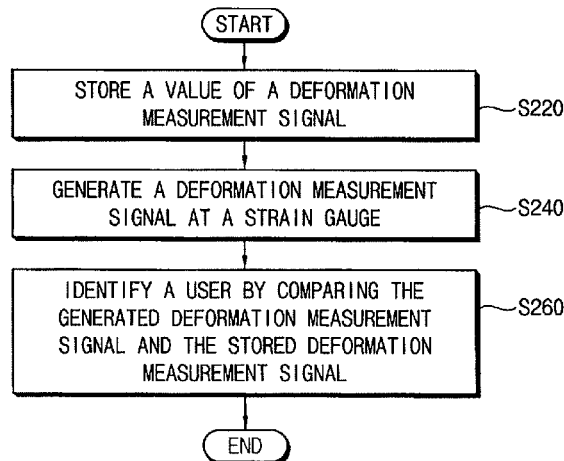 START
STORE A VALUE OF A DEFORMATION
MEASUREMENT SIGNAL
S220
GENERATE A DEFORMATION MEASUREMENT
SIGNAL AT A STRAIN GAUGE
S240
IDENTIFY A USER BY COMPARING THE
GENERATED DEFORMATION MEASUREMENT
SIGNAL AND THE STORED DEFORMATION
MEASUREMENT SIGNAL
S260
END